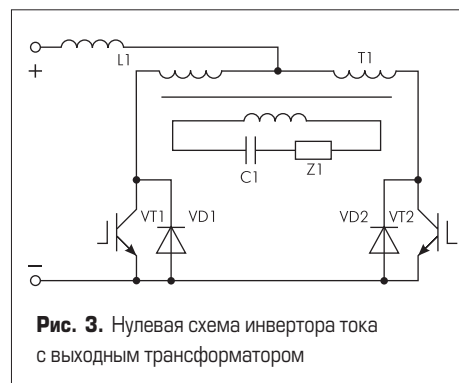 L1
T1
+
C1
Z1
VT1
VD1
VD2
VT2
–
Рис. 3. Нулевая схема инвертора тока
с выходным трансформатором